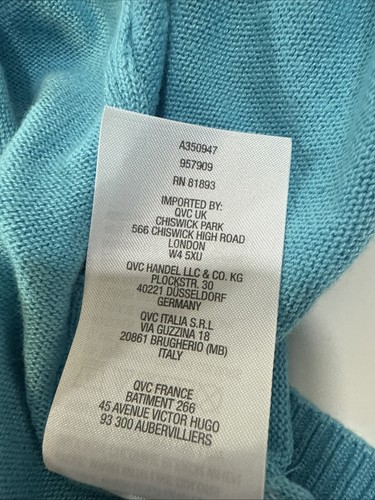 A350947
957909
RN 81893
IMPORTED BY:
QVC UK
CHISWICK PARK
566 CHISWICK HIGH ROAD
LONDON
W4 5XU
QVC HANDEL LLC & CO. KG
PLOCKSTR. 30
40221 DÜSSELDORF
GERMANY
QVC ITALIA S.R.L
VIA GUZZINA 18
20861 BRUGHERIO (MB)
ITALY
QVC FRANCE
BATIMENT 266
45 AVENUE VICTOR HUGO
93 300 AUBERVILLIERS